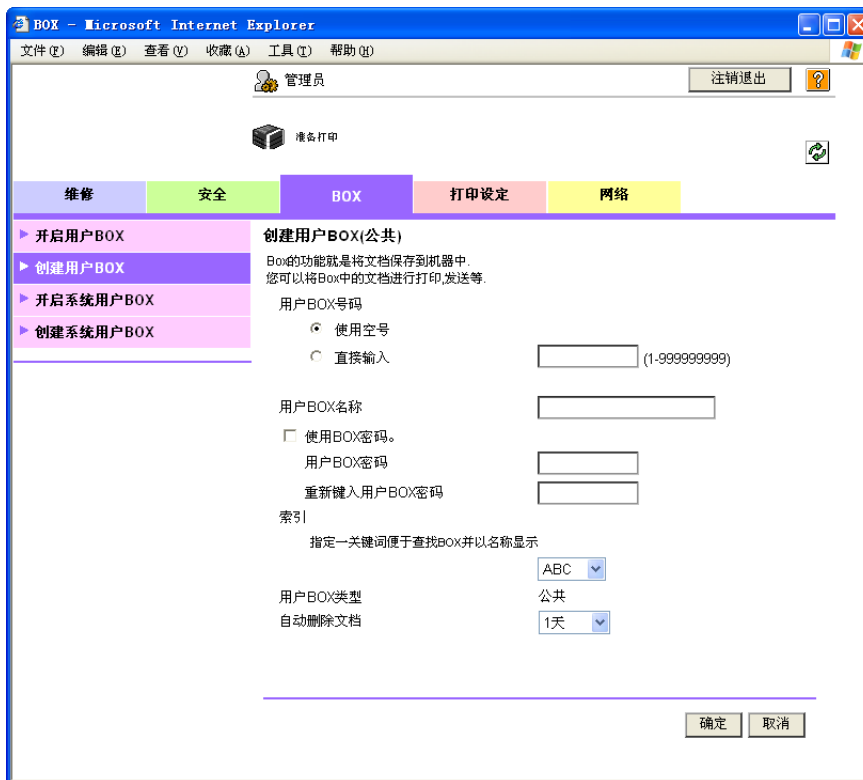 BOX - Microsoft Internet Explorer
文件(F) 编辑(E) 查看(V) 收藏(A) 工具(T) 帮助(H)
管理员 注销退出 ?
准备打印
维修 安全 BOX 打印设定 网络
开启用户BOX
创建用户BOX
开启系统用户BOX
创建系统用户BOX
创建用户BOX(公共)
Box的功能就是将文档保存到机器中.
您可以将Box中的文档进行打印,发送等.
用户BOX号码
使用空号
直接输入 (1-999999999)
用户BOX名称
使用BOX密码。
用户BOX密码
重新键入用户BOX密码
索引
指定一关键词便于查找BOX并以名称显示
ABC
用户BOX类型 公共
自动删除文档 1天
确定 取消